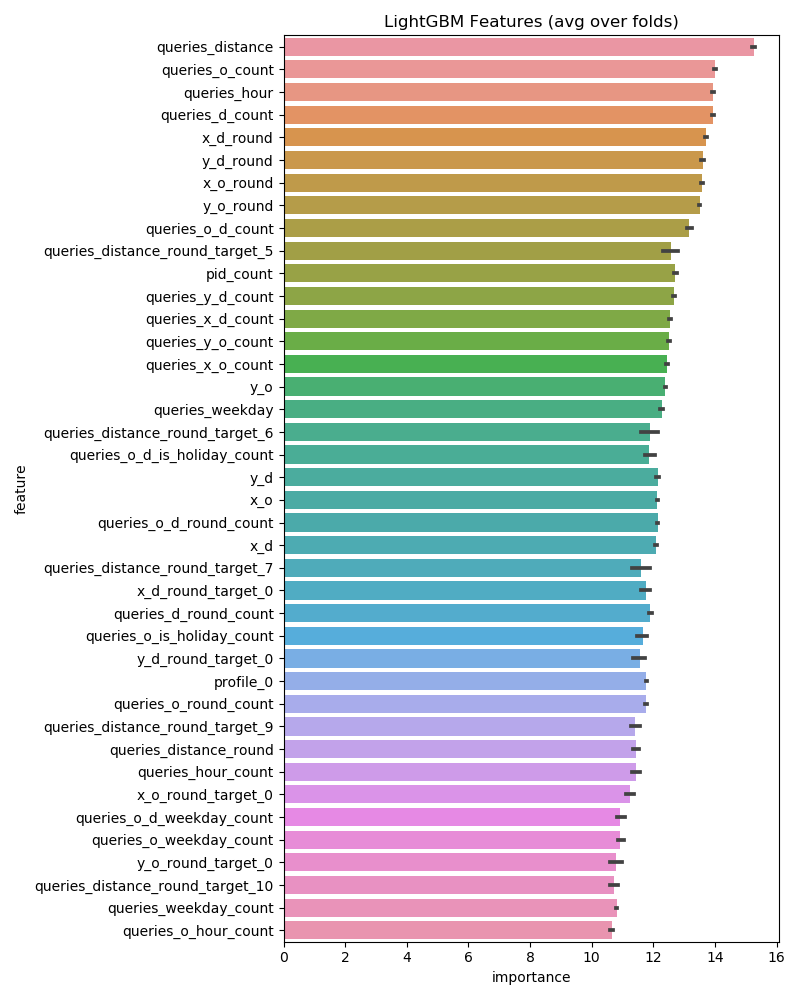 LightGBM Features (avg over folds)
queries_distance
queries_o_count
queries_hour
queries_d_count
x_d_round
y_d_round
x_o_round
y_o_round
queries_o_d_count
queries_distance_round_target_5
pid_count
queries_y_d_count
queries_x_d_count
queries_y_o_count
queries_x_o_count
y_o
queries_weekday
queries_distance_round_target_6
queries_o_d_is_holiday_count
y_d
x_o
queries_o_d_round_count
x_d
queries_distance_round_target_7
x_d_round_target_0
queries_d_round_count
queries_o_is_holiday_count
y_d_round_target_0
profile_0
queries_o_round_count
queries_distance_round_target_9
queries_distance_round
queries_hour_count
x_o_round_target_0
queries_o_d_weekday_count
queries_o_weekday_count
y_o_round_target_0
queries_distance_round_target_10
queries_weekday_count
queries_o_hour_count
feature
0 2 4 6 8 10 12 14 16
importance